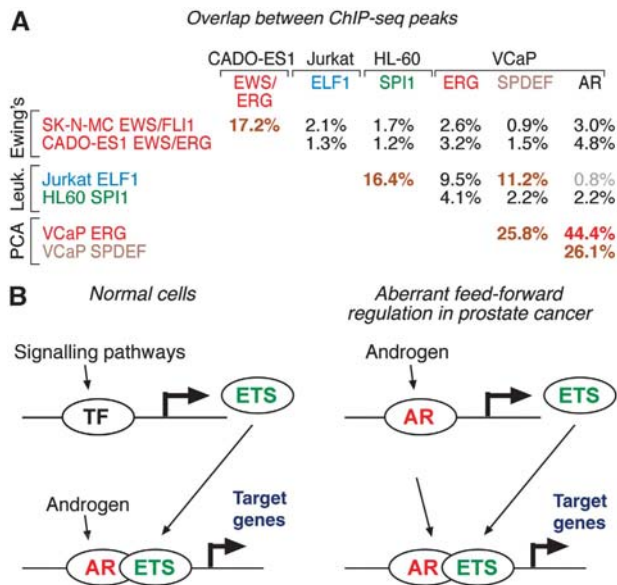 A
Overlap between ChIP-seq peaks
CADO-ES1 Jurkat HL-60 VCaP
EWS/ERG ELF1 SPI1 ERG SPDEF AR
Ewing's
SK-N-MC EWS/FLI1 17.2% 2.1% 1.7% 2.6% 0.9% 3.0%
CADO-ES1 EWS/ERG 1.3% 1.2% 3.2% 1.5% 4.8%
Leuk.
Jurkat ELF1 16.4% 9.5% 11.2% 0.8%
HL60 SPI1 4.1% 2.2% 2.2%
PCA
VCaP ERG 25.8% 44.4%
VCaP SPDEF 26.1%
B
Normal cells
Signalling pathways
TF
ETS
Androgen
AR ETS
Target
genes
Aberrant feed-forward
regulation in prostate cancer
Androgen
AR
ETS
AR ETS
Target
genes